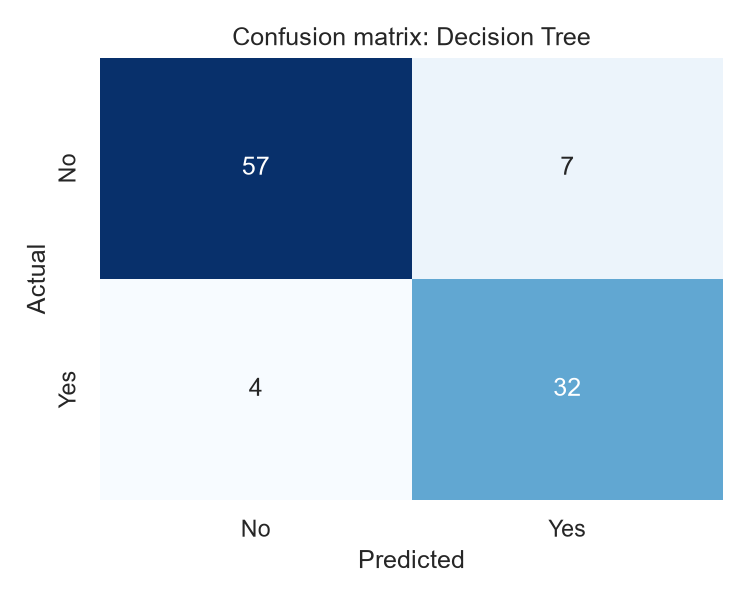 Confusion matrix: Decision Tree
Actual
No
57
7
Yes
4
32
No
Yes
Predicted